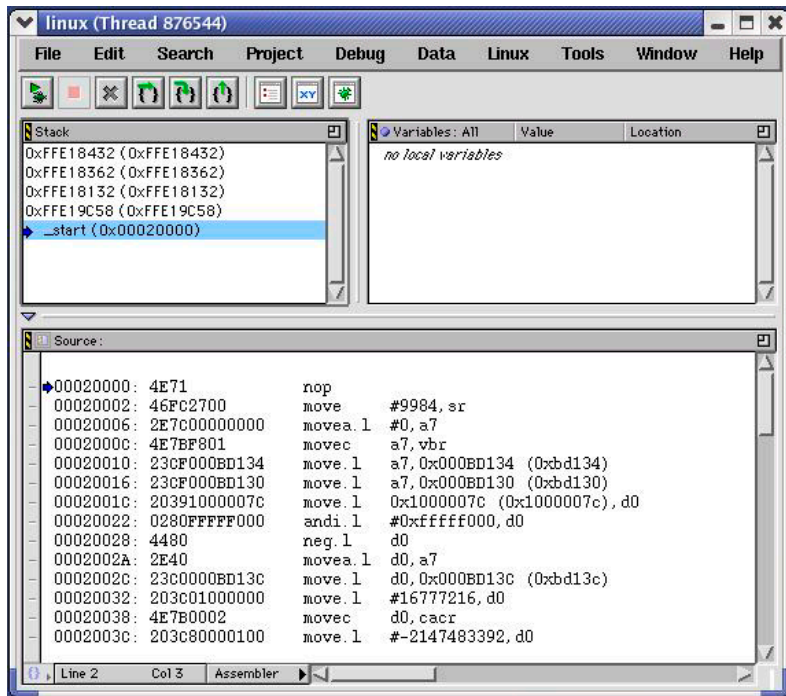 linux (Thread 876544)
File Edit Search Project Debug Data Linux Tools Window Help
XY
Stack
0xFFE18432 (0xFFE18432)
0xFFE18362 (0xFFE18362)
0xFFE18132 (0xFFE18132)
0xFFE19C58 (0xFFE19C58)
_start (0x00020000)
Variables: All Value Location
no local variables
Source:
00020000: 4E71 nop
00020002: 46FC2700 move #9984,sr
00020006: 2E7C00000000 movea.l #0,a7
0002000C: 4E7BF801 movec a7,vbr
00020010: 23CF000BD134 move.l a7,0x000BD134 (0xbd134)
00020016: 23CF000BD130 move.l a7,0x000BD130 (0xbd130)
0002001C: 20391000007C move.l 0x1000007C (0x1000007c),d0
00020022: 0280FFFFF000 andi.l #0xfffff000,d0
00020028: 4480 neg.l d0
0002002A: 2E40 movea.l d0,a7
0002002C: 23C0000BD13C move.l d0,0x000BD13C (0xbd13c)
00020032: 203C01000000 move.l #16777216,d0
00020038: 4E7B0002 movec d0,cacr
0002003C: 203C80000100 move.l #-2147483392,d0
Line 2 Col 3 Assembler